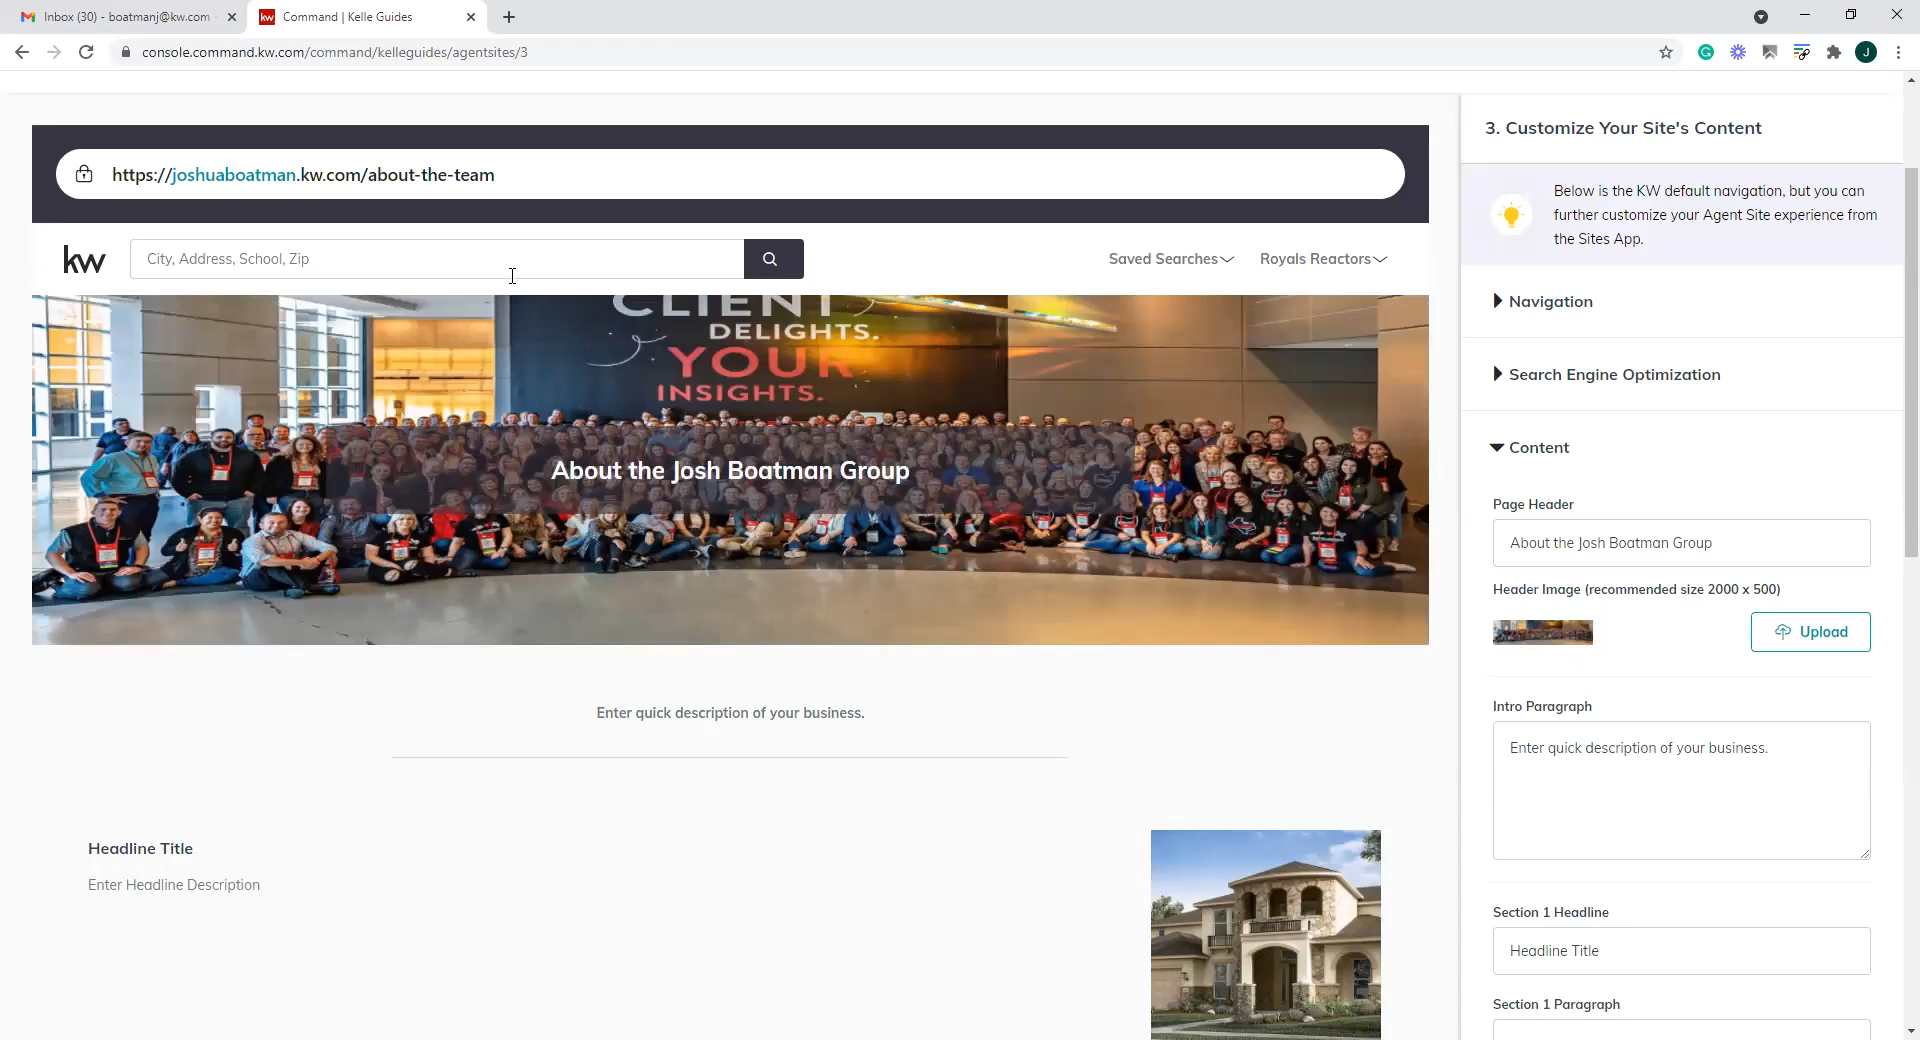 Inbox (30) - boatmanj@kw.com -
Command | Kelle Guides
console.command.kw.com/command/kelleguides/agentsites/3
J
https://joshuaboatman.kw.com/about-the-team
kw
City, Address, School, Zip
Saved Searches
Royals Reactors
CLIENT
DELIGHTS.
YOUR
INSIGHTS.
About the Josh Boatman Group
Enter quick description of your business.
Headline Title
Enter Headline Description
3. Customize Your Site's Content
Below is the KW default navigation, but you can
further customize your Agent Site experience from
the Sites App.
Navigation
Search Engine Optimization
Content
Page Header
About the Josh Boatman Group
Header Image (recommended size 2000 x 500)
Upload
Intro Paragraph
Enter quick description of your business.
Section 1 Headline
Headline Title
Section 1 Paragraph